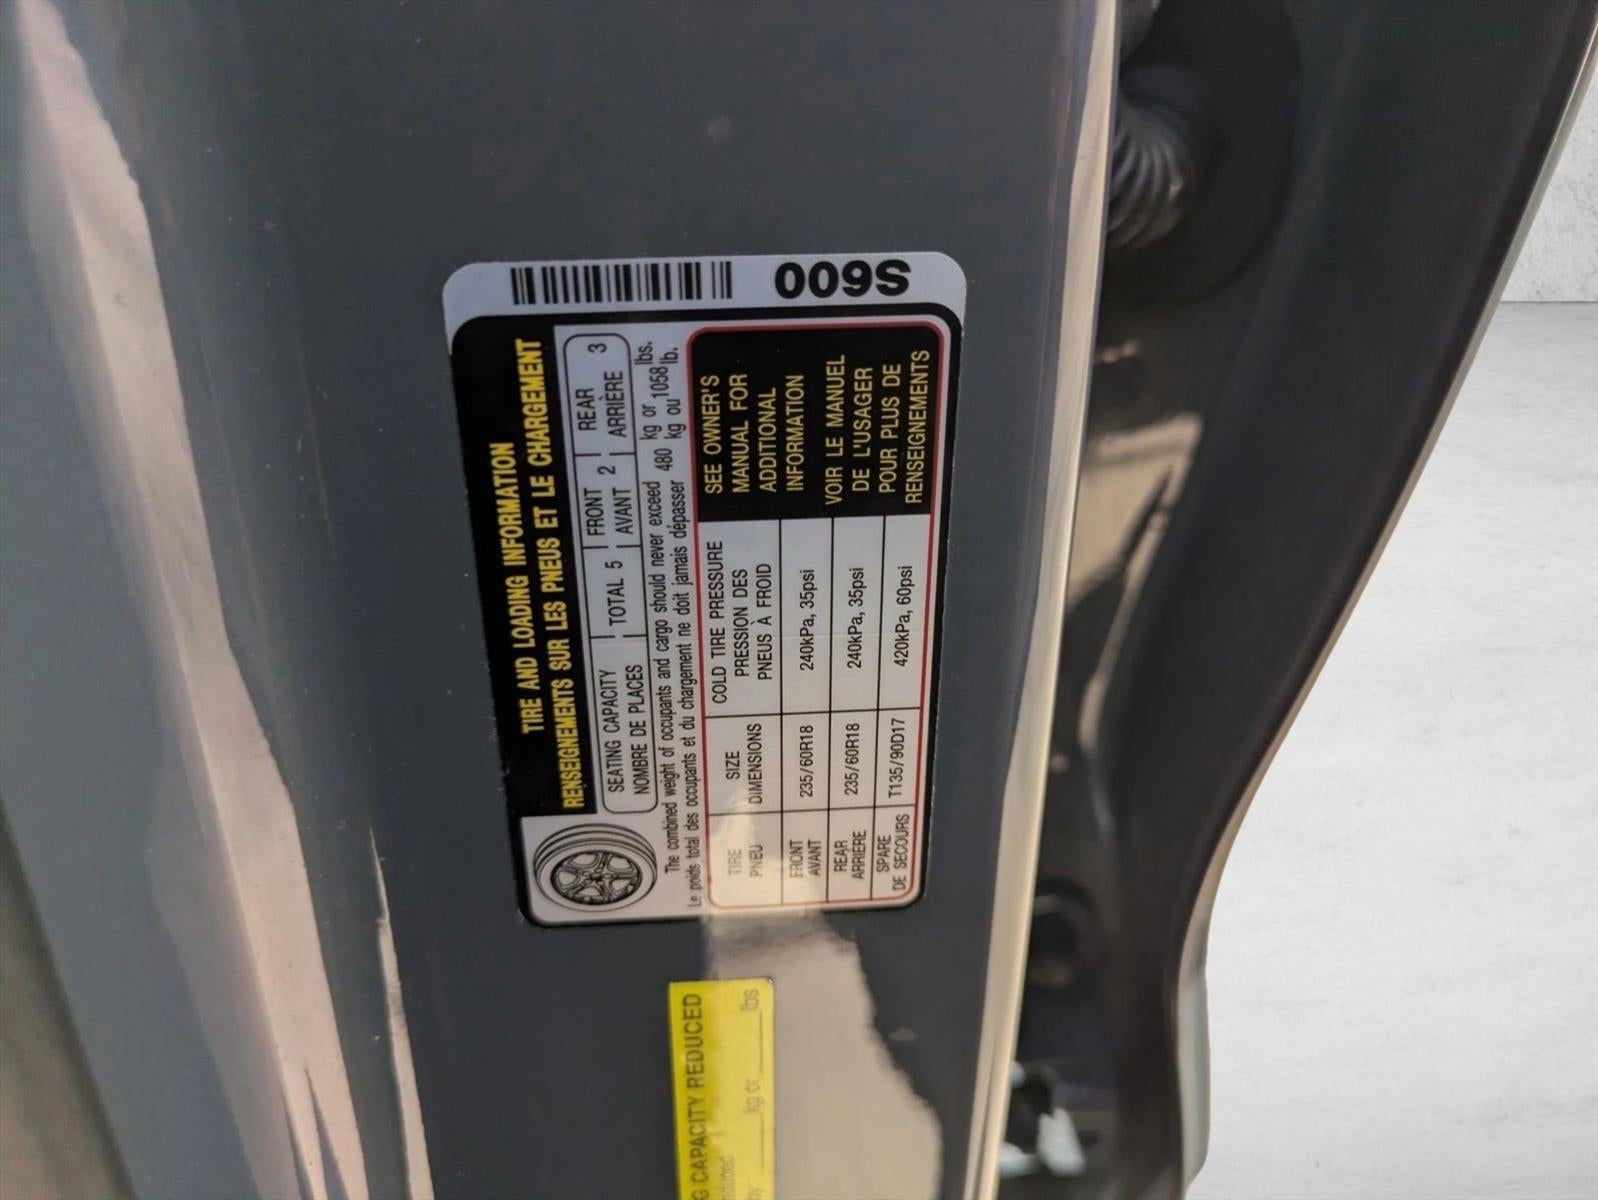 S600
TIRE AND LOADING INFORMATION
RENSEIGNEMENTS SUR LES PNEUS ET LE CHARGEMENT
SEATING CAPACITY TOTAL 5 FRONT 2 REAR 3
NOMBRE DE PLACES AVANT ARRIÈRE
The combined weight of occupants and cargo should never exceed 480 kg or 1058 lbs.
Le poids total des occupants et du chargement ne doit jamais dépasser kg ou lb.
TIRE
PNEU
SIZE
DIMENSIONS
COLD TIRE PRESSURE
PRESSION DES
PNEUS À FROID
FRONT
AVANT
235/60R18
240kPa, 35psi
REAR
ARRIÈRE
235/60R18
240kPa, 35psi
SPARE
DE SECOURS
T135/90D17
420kPa, 60psi
SEE OWNER'S
MANUAL FOR
ADDITIONAL
INFORMATION
VOIR LE MANUEL
DE L'USAGER
POUR PLUS DE
RENSEIGNEMENTS
CAPACITY REDUCED
kg or lbs